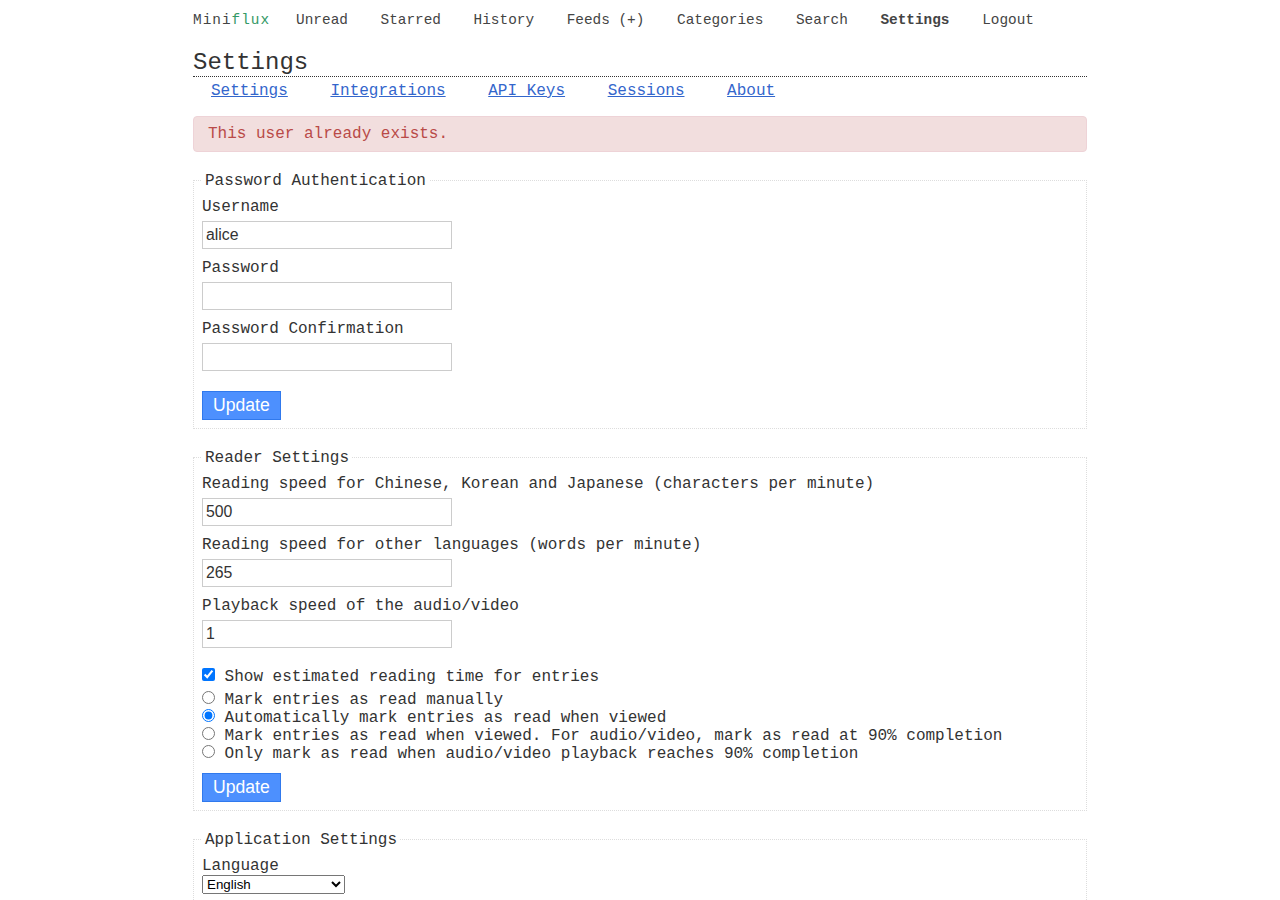 Miniflux Unread Starred History Feeds (+) Categories Search Settings Logout
Settings
Settings Integrations API Keys Sessions About
This user already exists.
Password Authentication
Username
alice
Password
Password Confirmation
Update
Reader Settings
Reading speed for Chinese, Korean and Japanese (characters per minute)
500
Reading speed for other languages (words per minute)
265
Playback speed of the audio/video
1
Show estimated reading time for entries
Mark entries as read manually
Automatically mark entries as read when viewed
Mark entries as read when viewed. For audio/video, mark as read at 90% completion
Only mark as read when audio/video playback reaches 90% completion
Update
Application Settings
Language
English